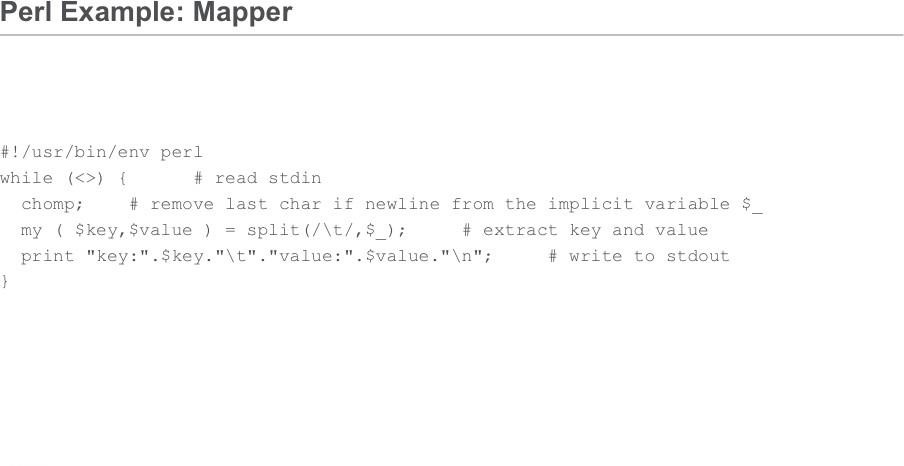 Perl Example: Mapper
#!/usr/bin/env perl
while (<>) {      # read stdin
  chomp;    # remove last char if newline from the implicit variable $_
  my ( $key,$value ) = split(/\t/,$_);     # extract key and value
  print "key:".$key."\t"."value:".$value."\n";     # write to stdout
}